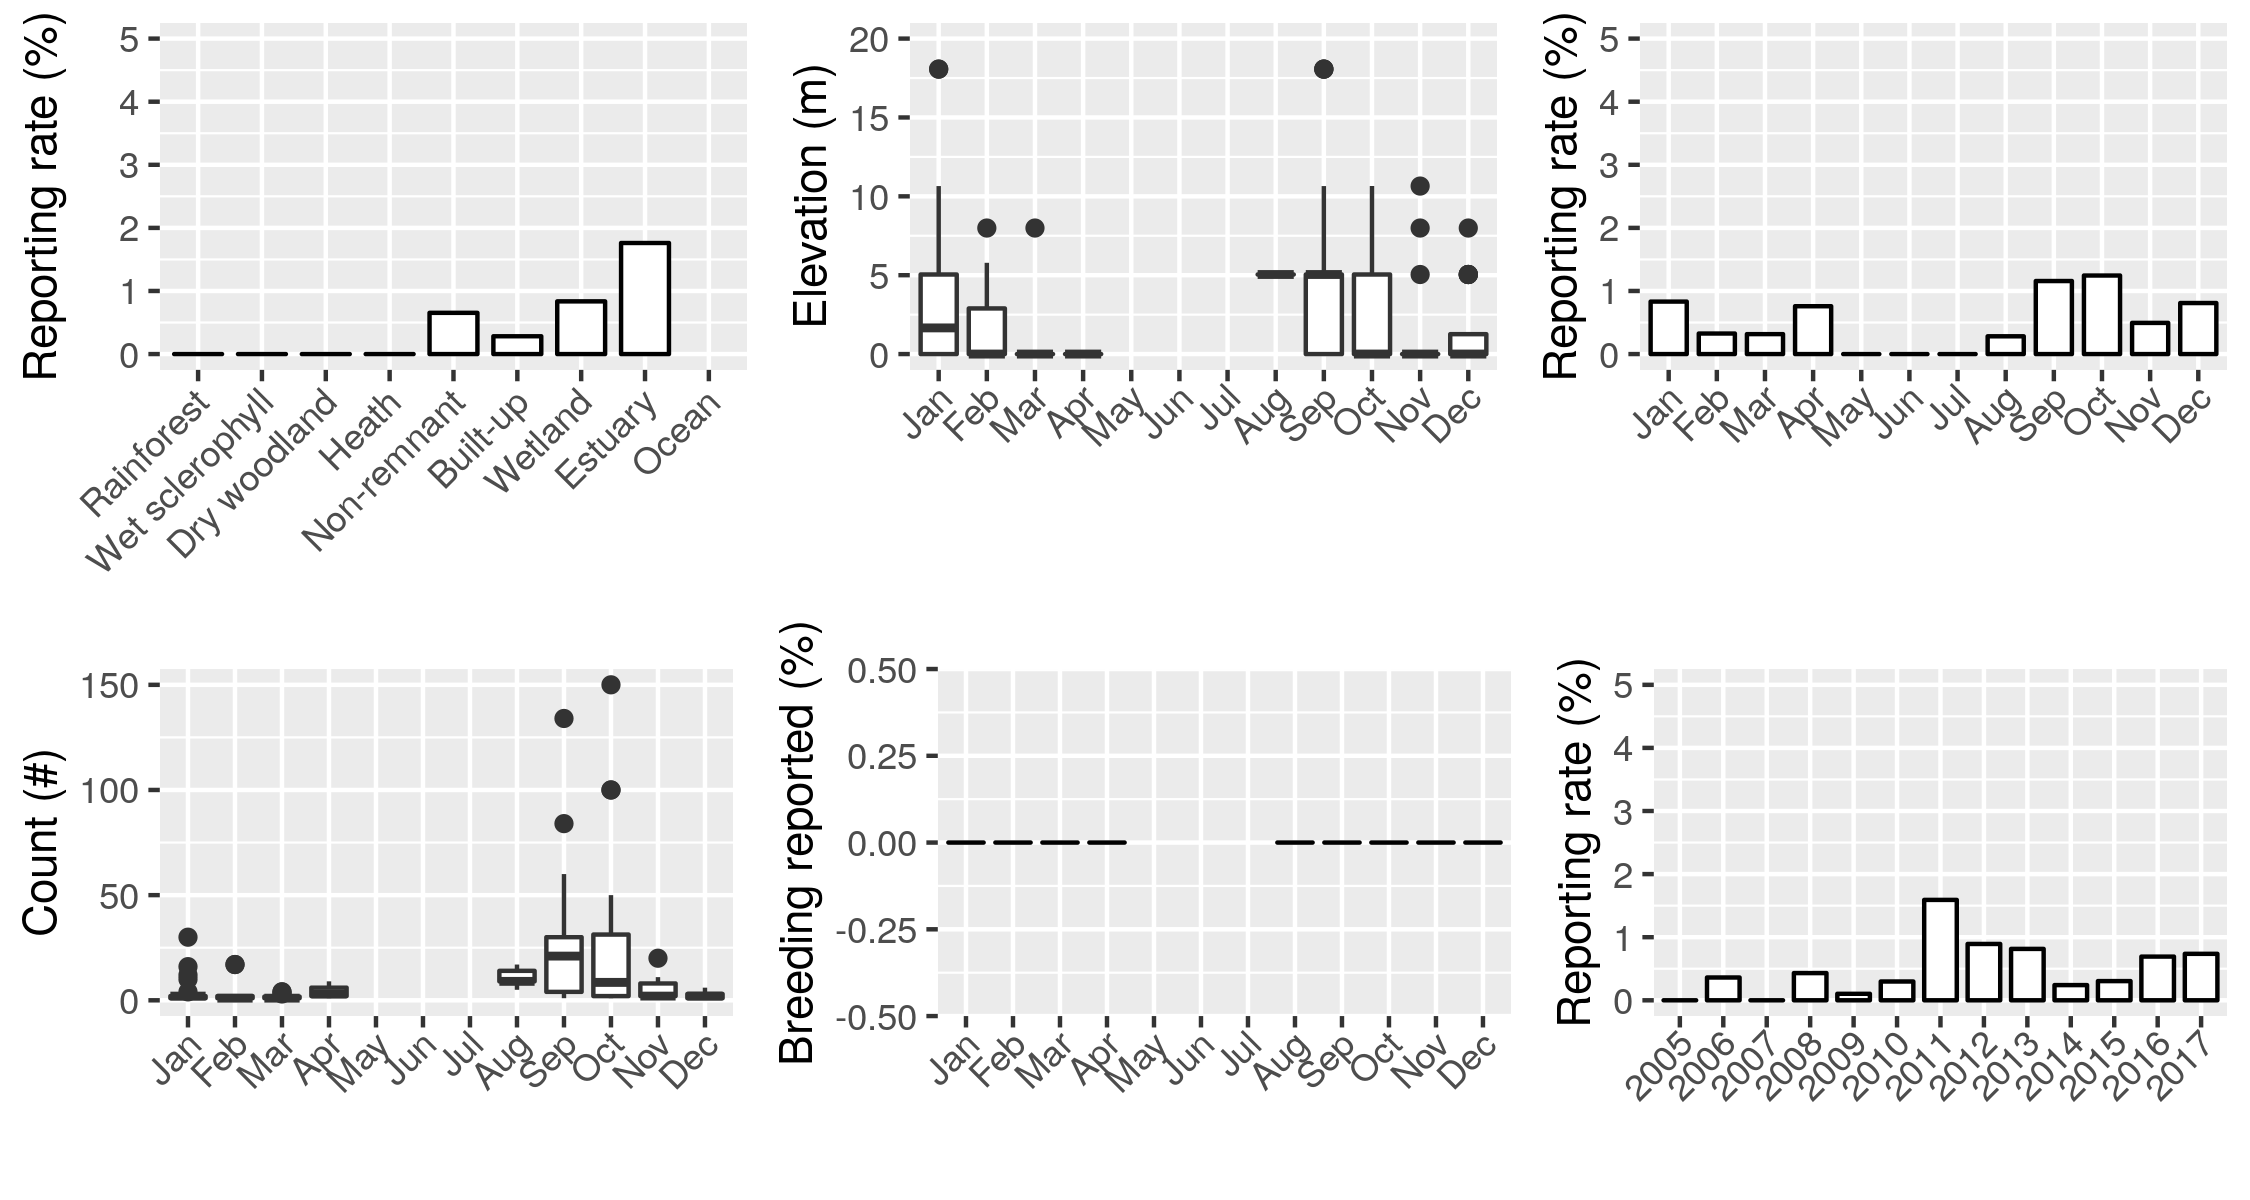 Reporting rate (%)
5
4
3
2
1
0
Rainforest
Wet sclerophyll
Dry woodland
Heath
Non-remnant
Built-up
Wetland
Estuary
Ocean
Elevation (m)
20
15
10
5
0
Jan
Feb
Mar
Apr
May
Jun
Jul
Aug
Sep
Oct
Nov
Dec
Reporting rate (%)
5
4
3
2
1
0
Jan
Feb
Mar
Apr
May
Jun
Jul
Aug
Sep
Oct
Nov
Dec
Count (#)
150
100
50
0
Jan
Feb
Mar
Apr
May
Jun
Jul
Aug
Sep
Oct
Nov
Dec
Breeding reported (%)
0.50
0.25
0.00
-0.25
-0.50
Jan
Feb
Mar
Apr
May
Jun
Jul
Aug
Sep
Oct
Nov
Dec
Reporting rate (%)
5
4
3
2
1
0
2005
2006
2007
2008
2009
2010
2011
2012
2013
2014
2015
2016
2017